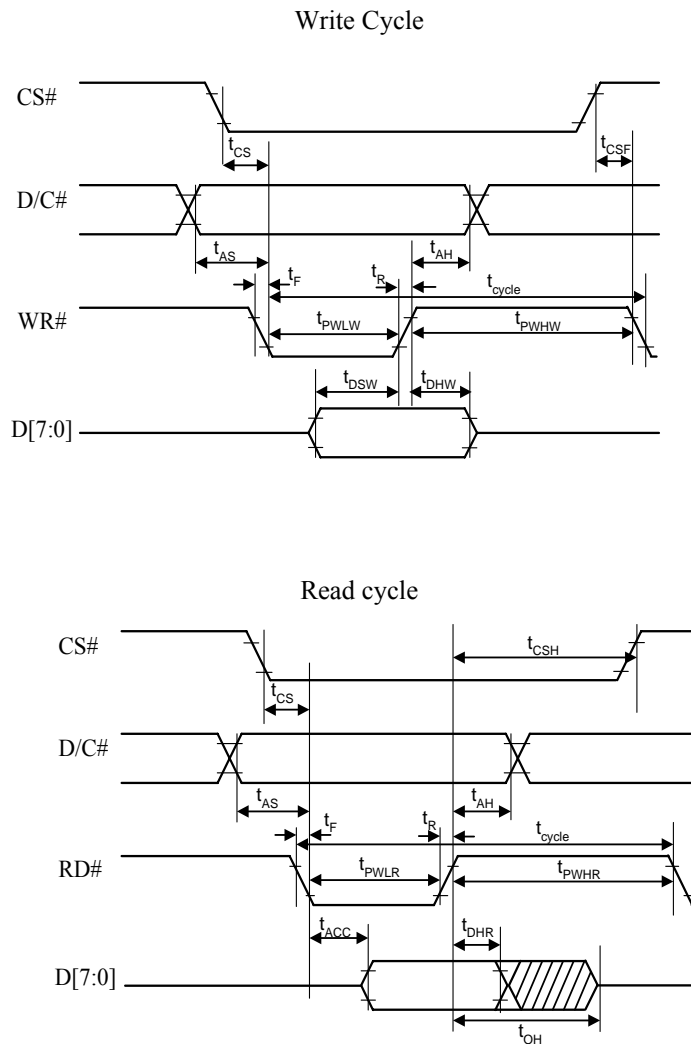 Write Cycle
CS#
tCS
tCSF
D/C#
tAS
tAH
tF
tR
tcycle
WR#
tPWLW
tPWHW
tDSW
tDHW
D[7:0]
Read cycle
CS#
tCSH
tCS
D/C#
tAS
tAH
tF
tR
tcycle
RD#
tPWLR
tPWHR
tACC
tDHR
D[7:0]
tOH